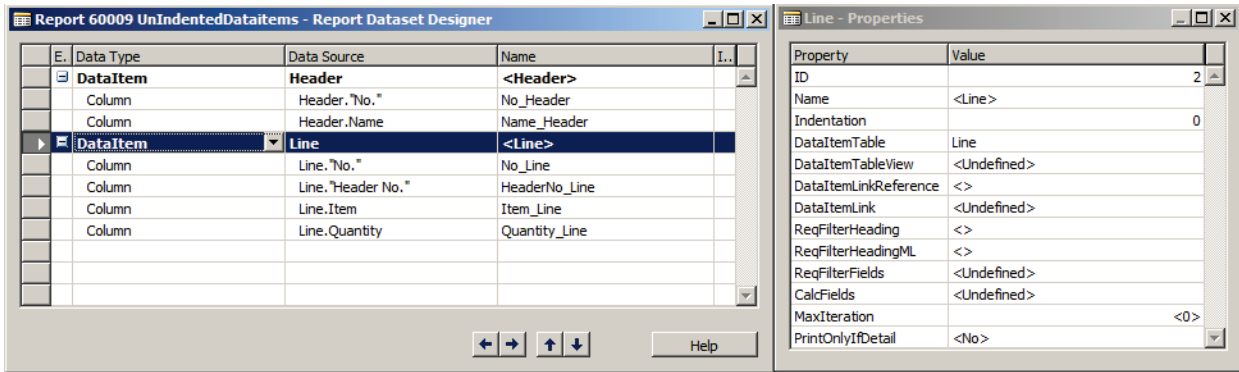 Report 60009 UnIndentedDataitems - Report Dataset Designer
E.. Data Type Data Source Name I..
DataItem Header <Header>
Column Header."No." No_Header
Column Header.Name Name_Header
DataItem Line <Line>
Column Line."No." No_Line
Column Line."Header No." HeaderNo_Line
Column Line.Item Item_Line
Column Line.Quantity Quantity_Line
Help
Line - Properties
Property Value
ID 2
Name <Line>
Indentation 0
DataItemTable Line
DataItemTableView <Undefined>
DataItemLinkReference <>
DataItemLink <Undefined>
ReqFilterHeading <>
ReqFilterHeadingML <>
ReqFilterFields <Undefined>
CalcFields <Undefined>
MaxIteration <0>
PrintOnlyIfDetail <No>